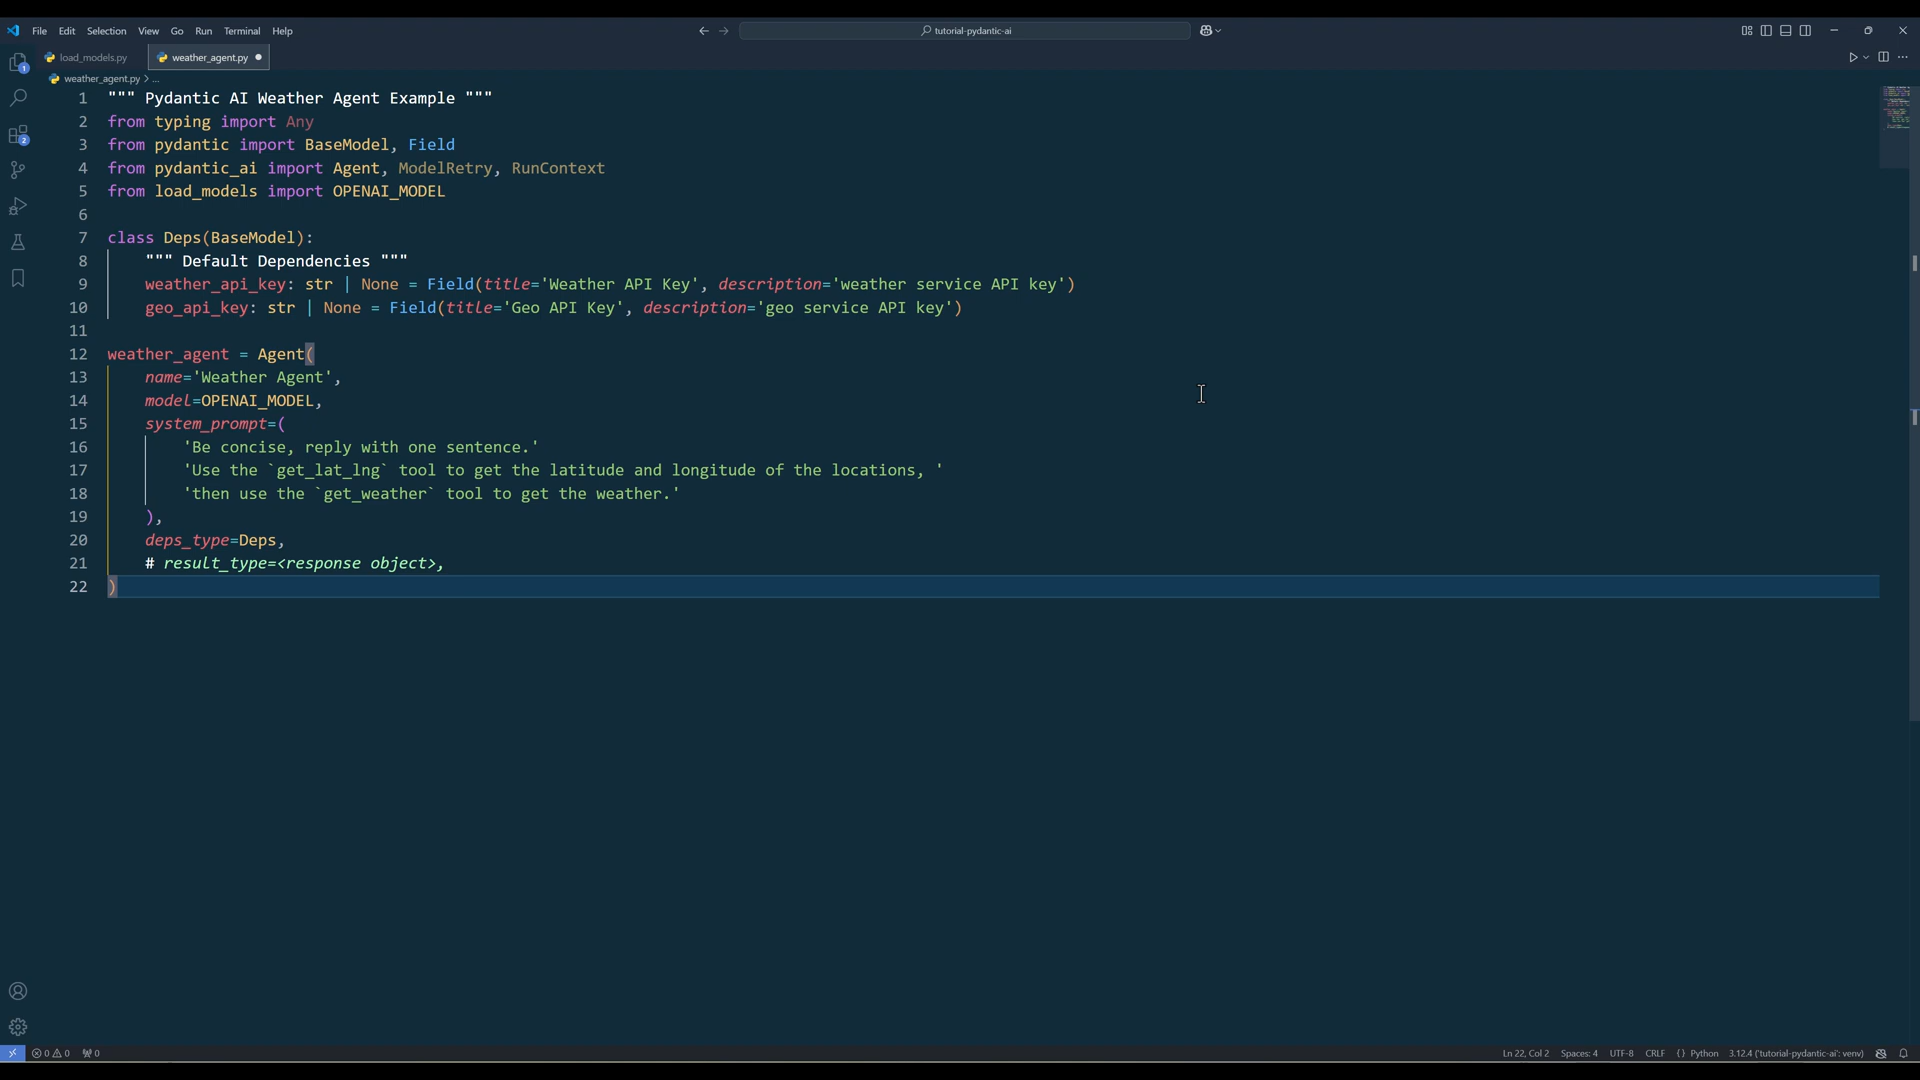 File Edit Selection View Go Run Terminal Help tutorial-pydantic-ai
load_models.py weather_agent.py
weather_agent.py > ...
1 """ Pydantic AI Weather Agent Example """
2 from typing import Any
3 from pydantic import BaseModel, Field
4 from pydantic_ai import Agent, ModelRetry, RunContext
5 from load_models import OPENAI_MODEL
6
7 class Deps(BaseModel):
8     """ Default Dependencies """
9     weather_api_key: str | None = Field(title='Weather API Key', description='weather service API key')
10     geo_api_key: str | None = Field(title='Geo API Key', description='geo service API key')
11
12 weather_agent = Agent(
13     name='Weather Agent',
14     model=OPENAI_MODEL,
15     system_prompt=(
16         'Be concise, reply with one sentence.'
17         'Use the `get_lat_lng` tool to get the latitude and longitude of the locations, '
18         'then use the `get_weather` tool to get the weather.'
19     ),
20     deps_type=Deps,
21     # result_type=<response object>,
22 )
1
2
0 0 0 Ln 22, Col 2 Spaces: 4 UTF-8 CRLF {} Python 3.12.4 ('tutorial-pydantic-ai': venv)